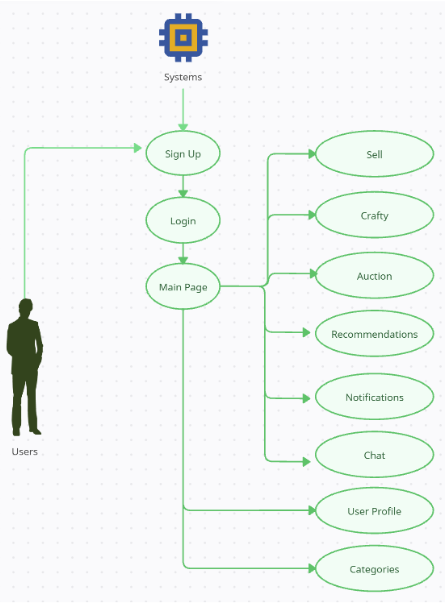 Systems
Sign Up
Sell
Login
Crafty
Main Page
Auction
Recommendations
Notifications
Users
Chat
User Profile
Categories